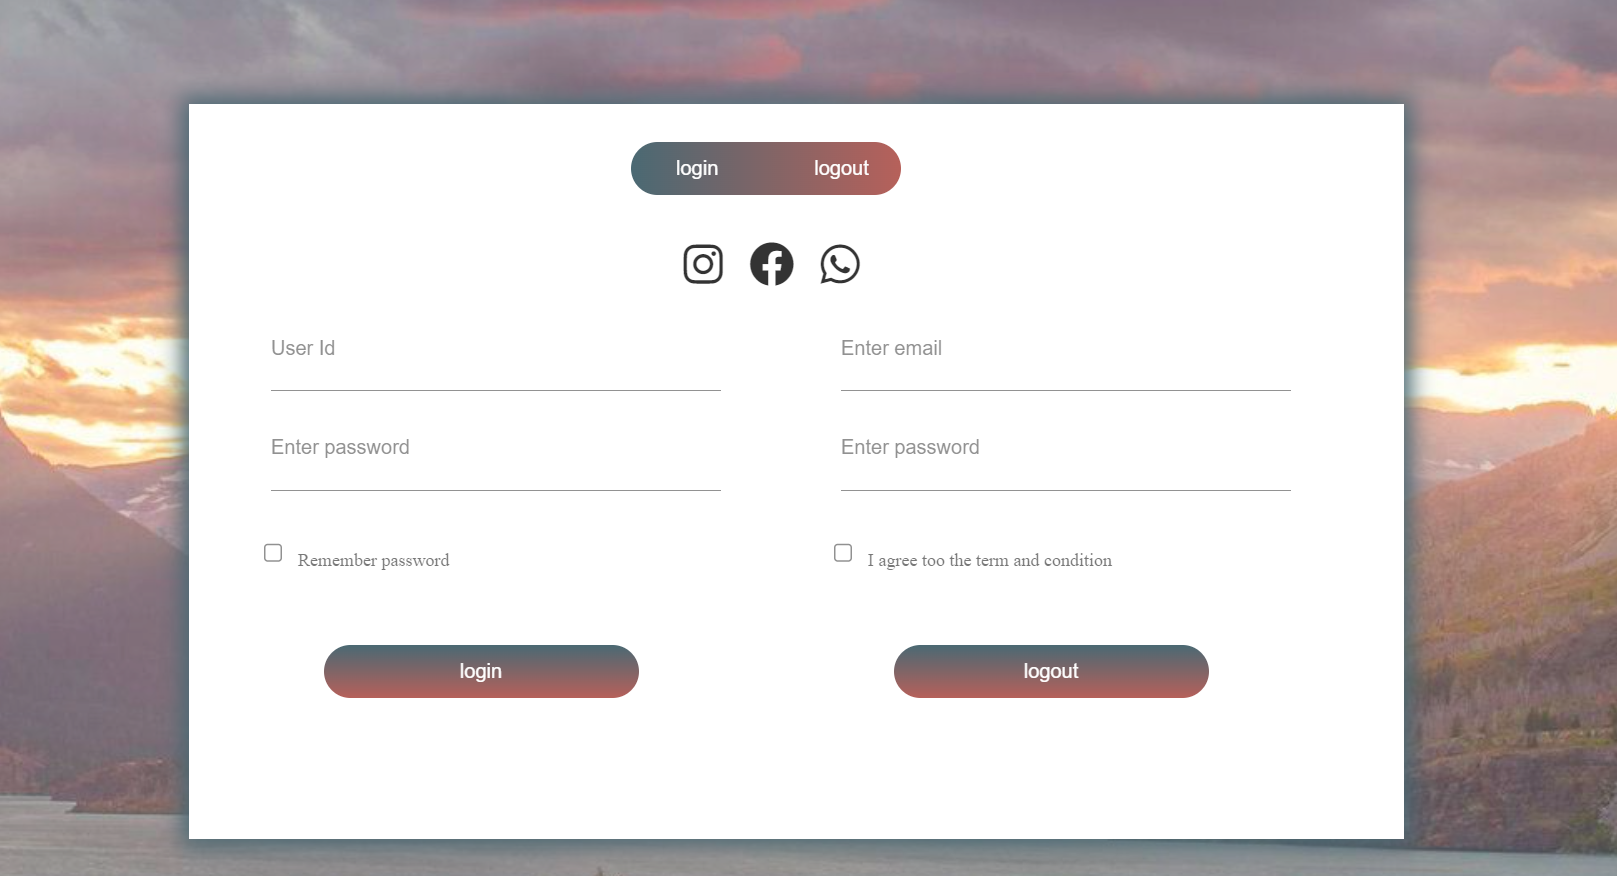 login logout
User Id
Enter password
Remember password
login
Enter email
Enter password
I agree too the term and condition
logout